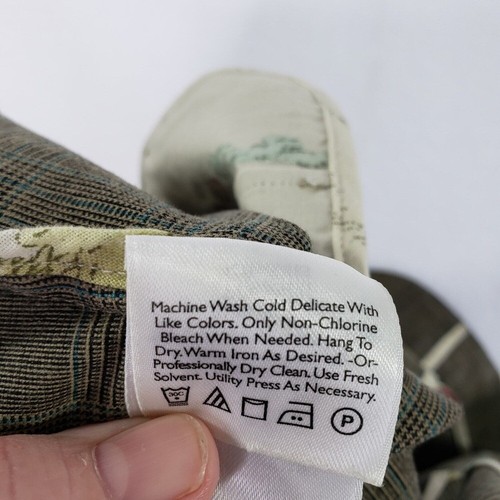 Machine Wash Cold Delicate With
Like Colors. Only Non-Chlorine
Bleach When Needed. Hang To
Dry. Warm Iron As Desired. -Or-
Professionally Dry Clean. Use Fresh
Solvent. Utility Press As Necessary.
30C P